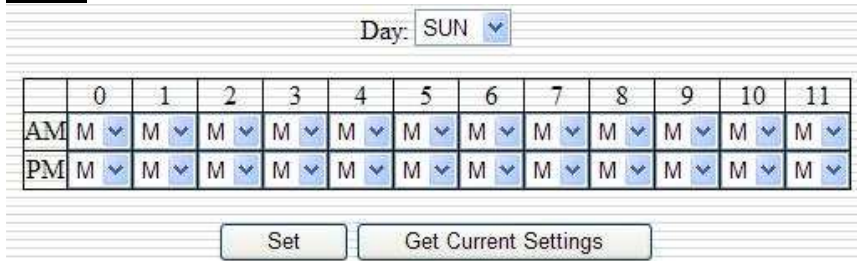 Day: SUN
0 1 2 3 4 5 6 7 8 9 10 11
AM M M M M M M M M M M M M
PM M M M M M M M M M M M M
Set Get Current Settings